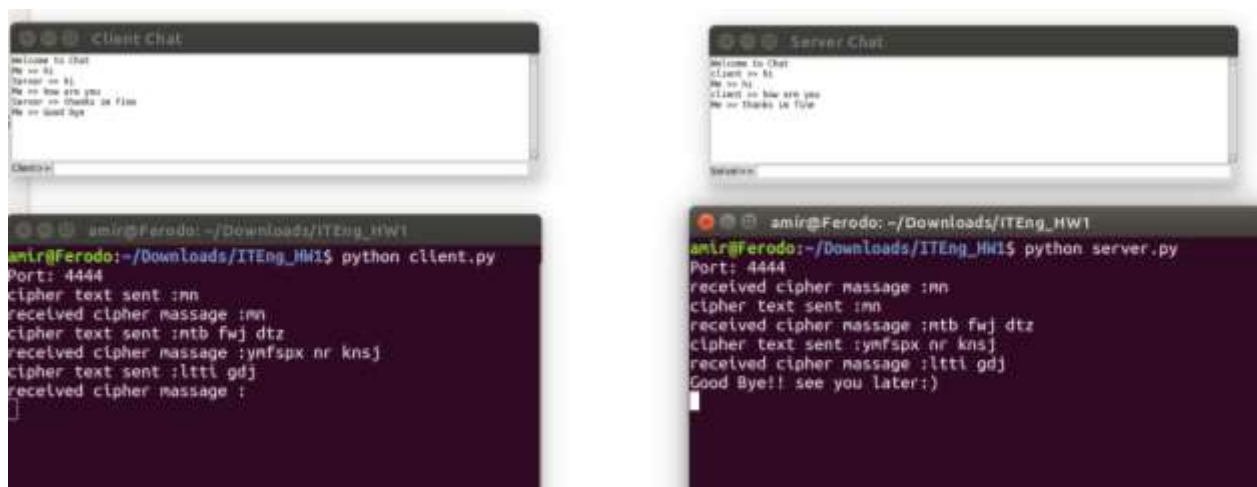 Client Chat
Welcome to Chat
Me >> hi
Server >> hi
Me >> how are you
Server >> thanks im fine
Me >> Good bye
Client>>
Server Chat
Welcome to Chat
client >> hi
Me >> hi
client >> how are you
Me >> thanks im fine
Server>>
amir@Ferodo: ~/Downloads/ITEng_HW1
amir@Ferodo:~/Downloads/ITEng_HW1$ python client.py
Port: 4444
cipher text sent :mn
received cipher massage :mn
cipher text sent :mtb fwj dtz
received cipher massage :ymfspx nr knsj
cipher text sent :ltti gdj
received cipher massage :
amir@Ferodo: ~/Downloads/ITEng_HW1
amir@Ferodo:~/Downloads/ITEng_HW1$ python server.py
Port: 4444
received cipher massage :mn
cipher text sent :mn
received cipher massage :mtb fwj dtz
cipher text sent :ymfspx nr knsj
received cipher massage :ltti gdj
Good Bye!! see you later:)